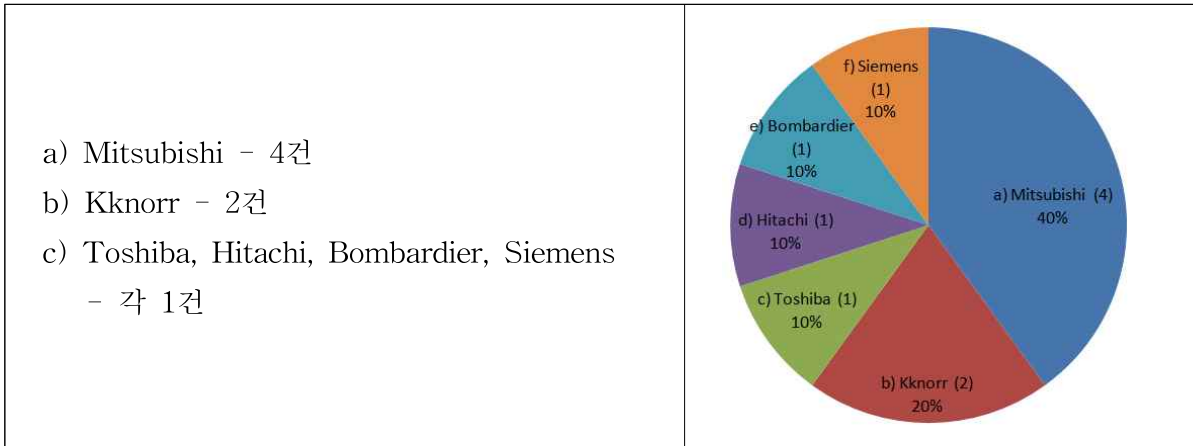 a) Mitsubishi - 4건
b) Kknorr - 2건
c) Toshiba, Hitachi, Bombardier, Siemens
- 각 1건
f) Siemens
(1)
10%
e) Bombardier
(1)
10%
a) Mitsubishi (4)
40%
d) Hitachi (1)
10%
c) Toshiba (1)
10%
b) Kknorr (2)
20%